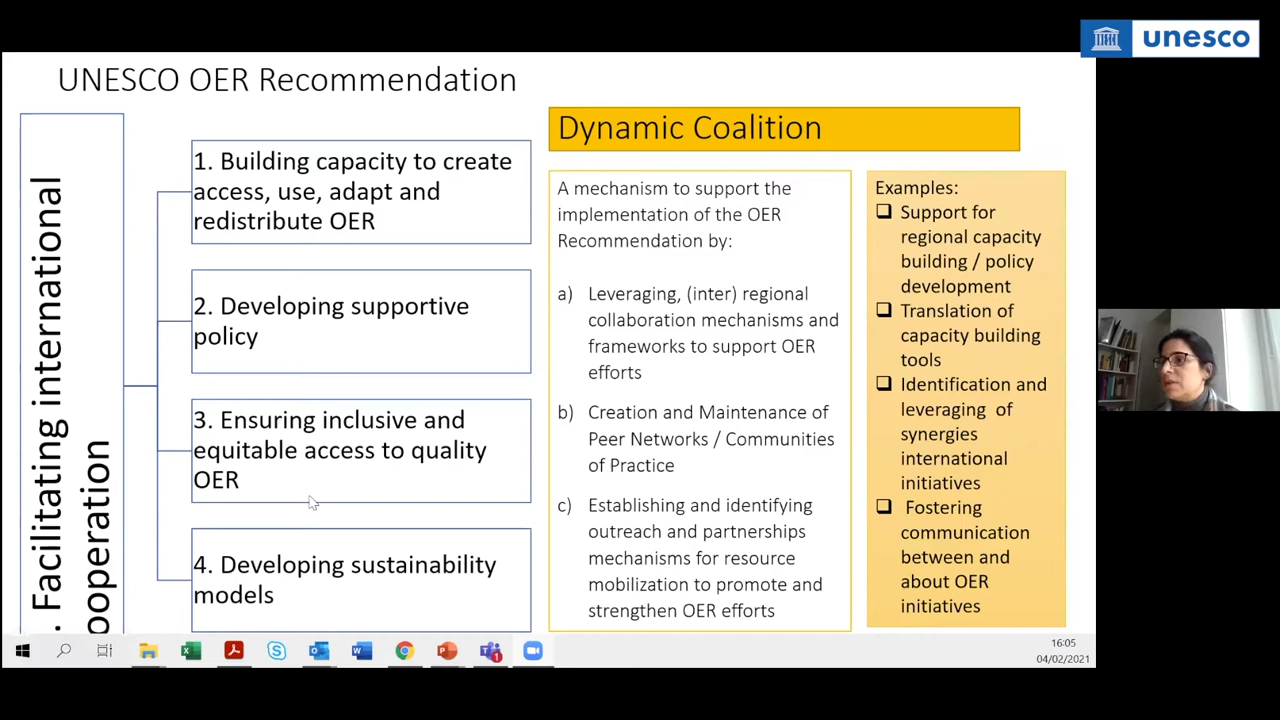 unesco
UNESCO OER Recommendation
. Facilitating international
ooperation
1. Building capacity to create
access, use, adapt and
redistribute OER
2. Developing supportive
policy
3. Ensuring inclusive and
equitable access to quality
OER
4. Developing sustainability
models
Dynamic Coalition
A mechanism to support the
implementation of the OER
Recommendation by:
a) Leveraging, (inter) regional
collaboration mechanisms and
frameworks to support OER
efforts
b) Creation and Maintenance of
Peer Networks / Communities
of Practice
c) Establishing and identifying
outreach and partnerships
mechanisms for resource
mobilization to promote and
strengthen OER efforts
Examples:
Support for
regional capacity
building / policy
development
Translation of
capacity building
tools
Identification and
leveraging of
synergies
international
initiatives
Fostering
communication
between and
about OER
initiatives
16:05
04/02/2021